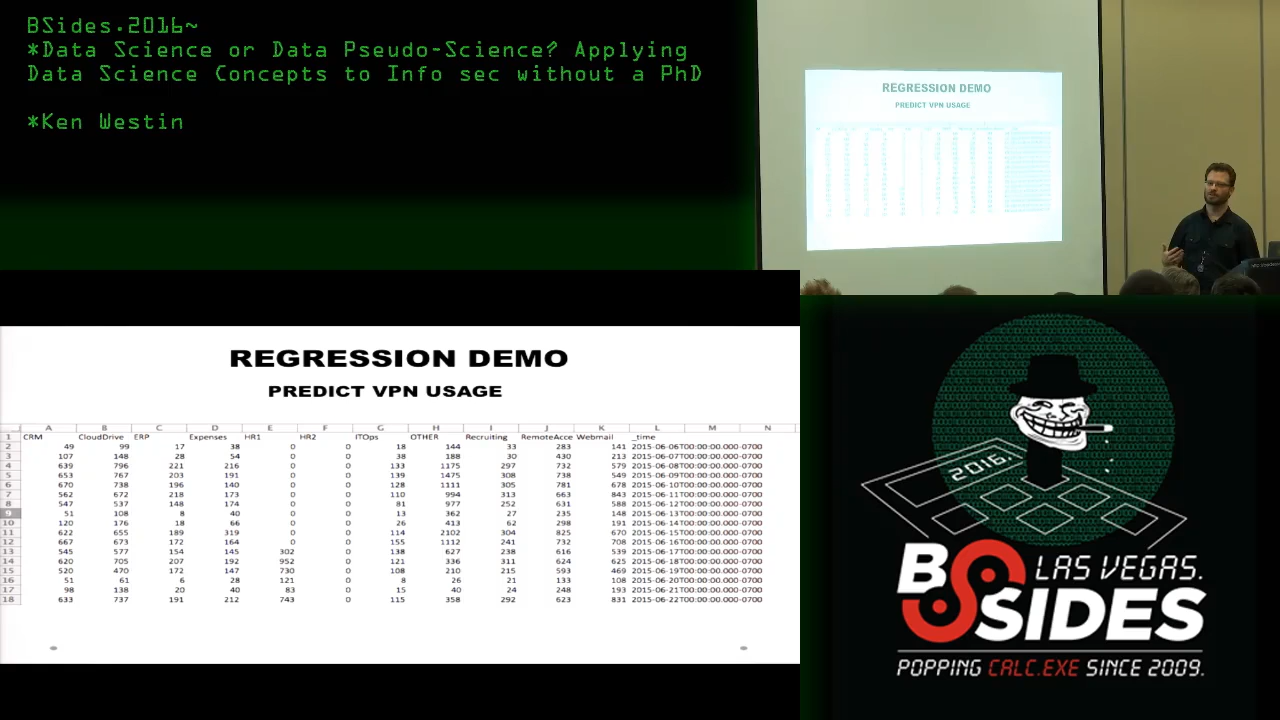 BSides.2016~
*Data Science or Data Pseudo-Science? Applying
Data Science Concepts to Info sec without a PhD
*Ken Westin
REGRESSION DEMO
PREDICT VPN USAGE
REGRESSION DEMO
PREDICT VPN USAGE
A B C D E F G H I J K L M N
1 CRM CloudDrive ERP Expenses HR1 HR2 ITOps OTHER Recruiting RemoteAcce Webmail _time
2 49 99 17 38 0 0 18 144 33 283 141 2015-06-06T00:00:00.000-0700
3 107 148 28 54 0 0 38 188 30 430 213 2015-06-07T00:00:00.000-0700
4 639 796 221 216 0 0 133 1175 297 732 579 2015-06-08T00:00:00.000-0700
5 653 767 203 191 0 0 139 1475 308 738 549 2015-06-09T00:00:00.000-0700
6 670 738 196 140 0 0 128 1111 305 781 678 2015-06-10T00:00:00.000-0700
7 562 672 218 173 0 0 110 994 313 663 843 2015-06-11T00:00:00.000-0700
8 547 537 148 174 0 0 81 977 252 631 588 2015-06-12T00:00:00.000-0700
9 51 108 8 40 0 0 13 362 27 235 148 2015-06-13T00:00:00.000-0700
10 120 176 18 66 0 0 26 413 62 298 191 2015-06-14T00:00:00.000-0700
11 622 655 189 319 0 0 114 2102 304 825 670 2015-06-15T00:00:00.000-0700
12 667 673 172 164 0 0 155 1112 241 732 708 2015-06-16T00:00:00.000-0700
13 545 577 154 145 302 0 138 627 238 616 539 2015-06-17T00:00:00.000-0700
14 620 705 207 192 952 0 121 336 311 624 625 2015-06-18T00:00:00.000-0700
15 520 470 172 147 730 0 108 210 215 593 469 2015-06-19T00:00:00.000-0700
16 51 61 6 28 121 0 8 26 21 133 108 2015-06-20T00:00:00.000-0700
17 98 138 20 40 83 0 15 40 24 248 193 2015-06-21T00:00:00.000-0700
18 633 737 191 212 743 0 115 358 292 623 831 2015-06-22T00:00:00.000-0700
2016.
BSIDES
LAS VEGAS.
POPPING CALC.EXE SINCE 2009.